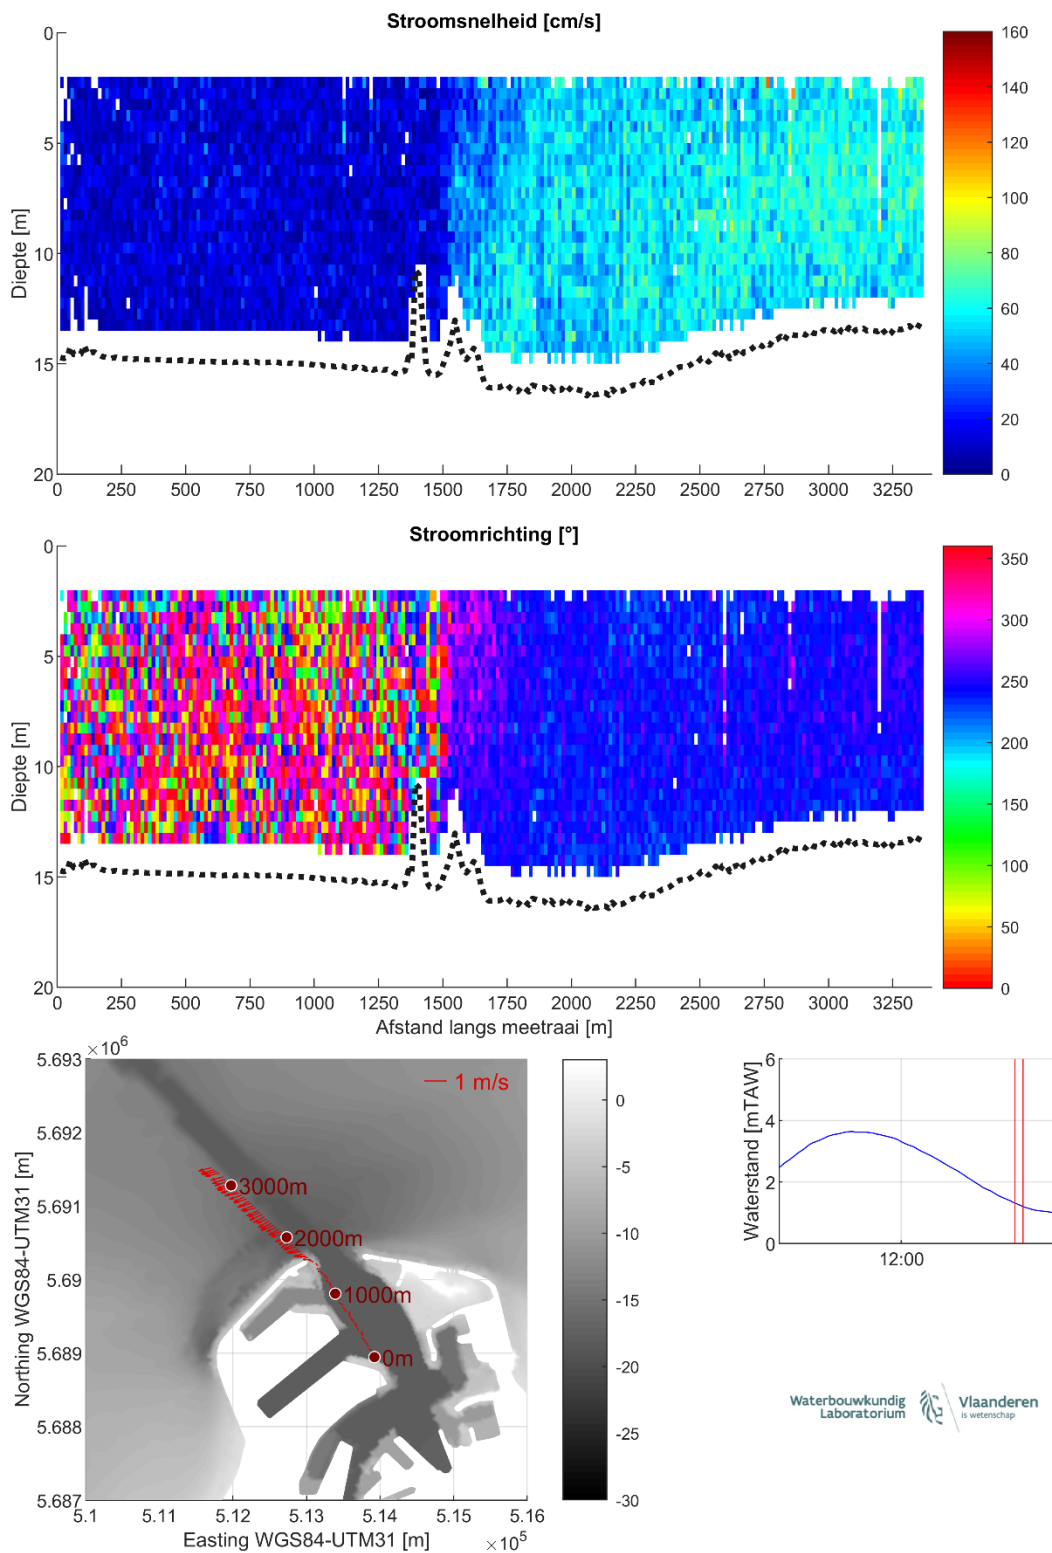 Stroomsnelheid [cm/s]
Diepte [m]
0
5
10
15
20
0 250 500 750 1000 1250 1500 1750 2000 2250 2500 2750 3000 3250
160
140
120
100
80
60
40
20
0
Stroomrichting [°]
Diepte [m]
0
5
10
15
20
0 250 500 750 1000 1250 1500 1750 2000 2250 2500 2750 3000 3250
Afstand langs meetraai [m]
350
300
250
200
150
100
50
0
×10⁶
Northing WGS84-UTM31 [m]
5.693
5.692
5.691
5.69
5.689
5.688
5.687
1 m/s
3000m
2000m
1000m
0m
5.1 5.11 5.12 5.13 5.14 5.15 5.16
Easting WGS84-UTM31 [m]
×10⁵
0
-5
-10
-15
-20
-25
-30
Waterstand [mTAW]
6
4
2
0
12:00
Waterbouwkundig
Laboratorium
Vlaanderen
is wetenschap